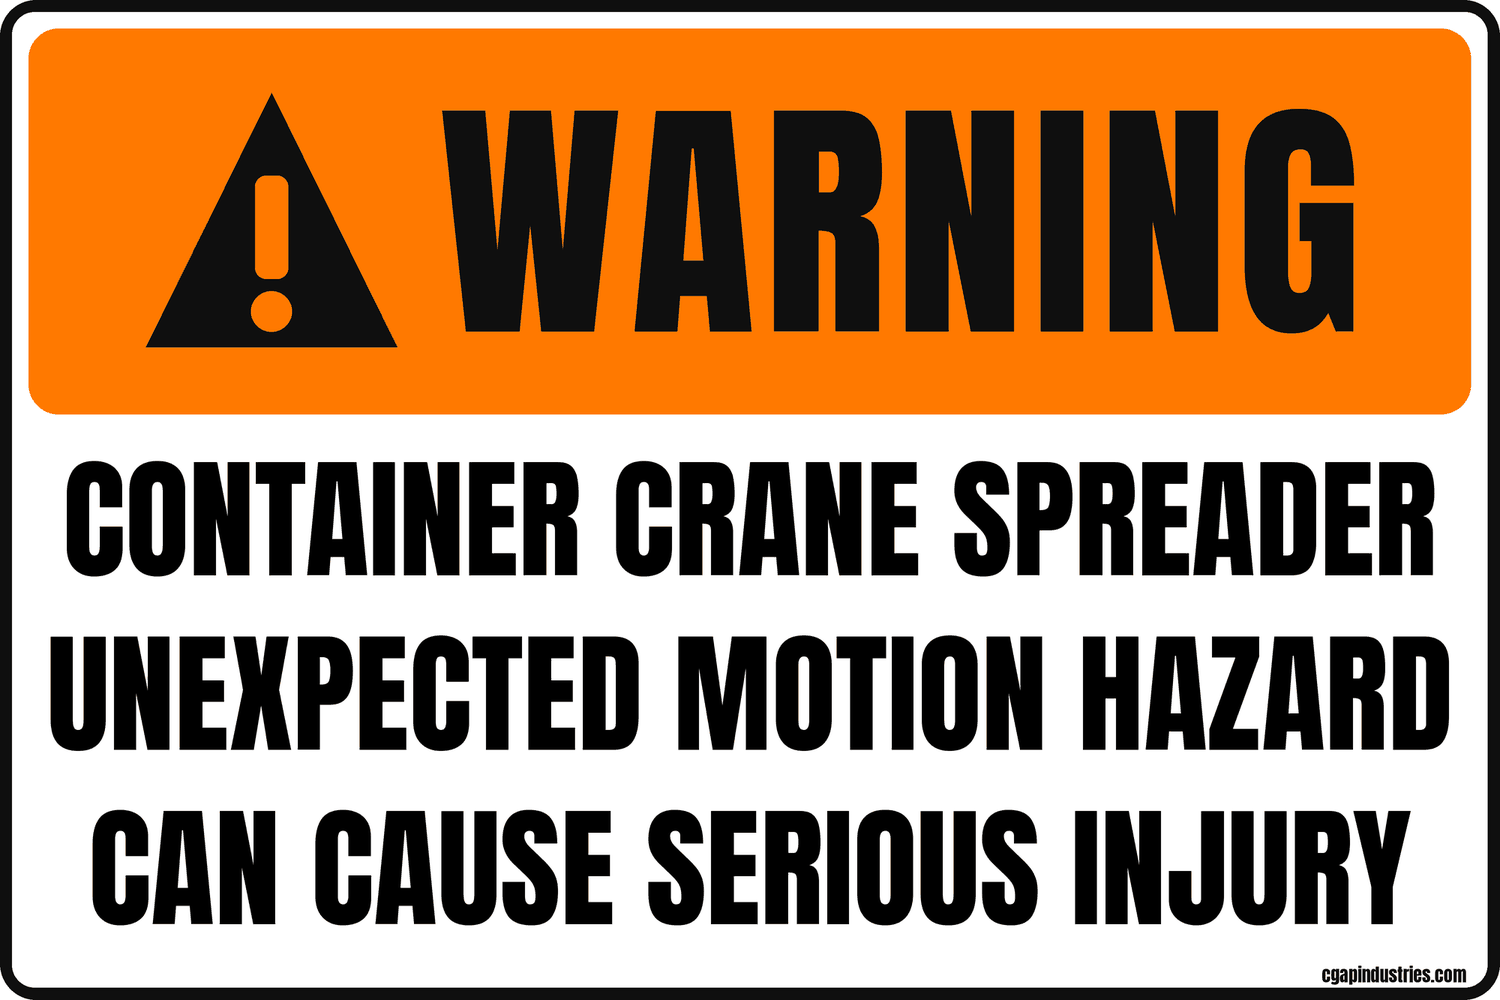 WARNING
CONTAINER CRANE SPREADER
UNEXPECTED MOTION HAZARD
CAN CAUSE SERIOUS INJURY
cgapindustries.com